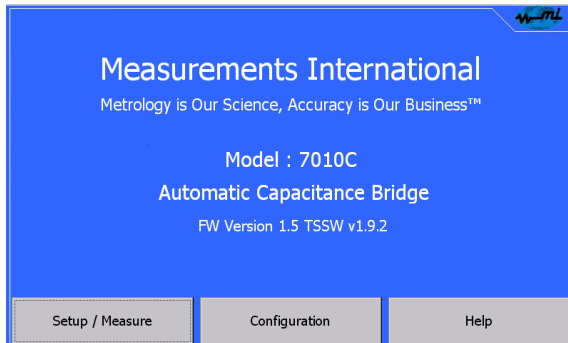 mi
Measurements International
Metrology is Our Science, Accuracy is Our Business™
Model : 7010C
Automatic Capacitance Bridge
FW Version 1.5 TSSW v1.9.2
Setup / Measure
Configuration
Help